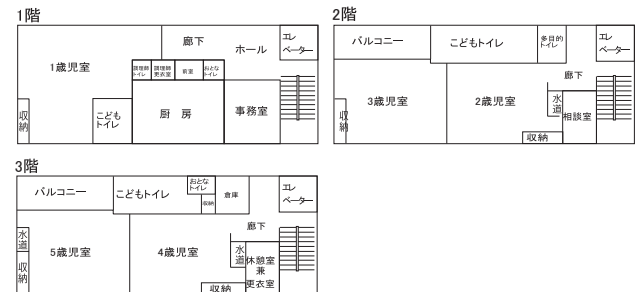 1階
廊下
ホール
エレ
ベーター
1歳児室
調理師
トイレ
調理師
更衣室
前室
おとな
トイレ
収納
こども
トイレ
厨房
事務室
2階
バルコニー
こどもトイレ
多目的
トイレ
エレ
ベーター
廊下
3歳児室
2歳児室
水道
相談室
収納
収納
3階
バルコニー
こどもトイレ
おとな
トイレ
収納
倉庫
エレ
ベーター
廊下
水道
5歳児室
4歳児室
水道
休憩室
兼
更衣室
収納
収納